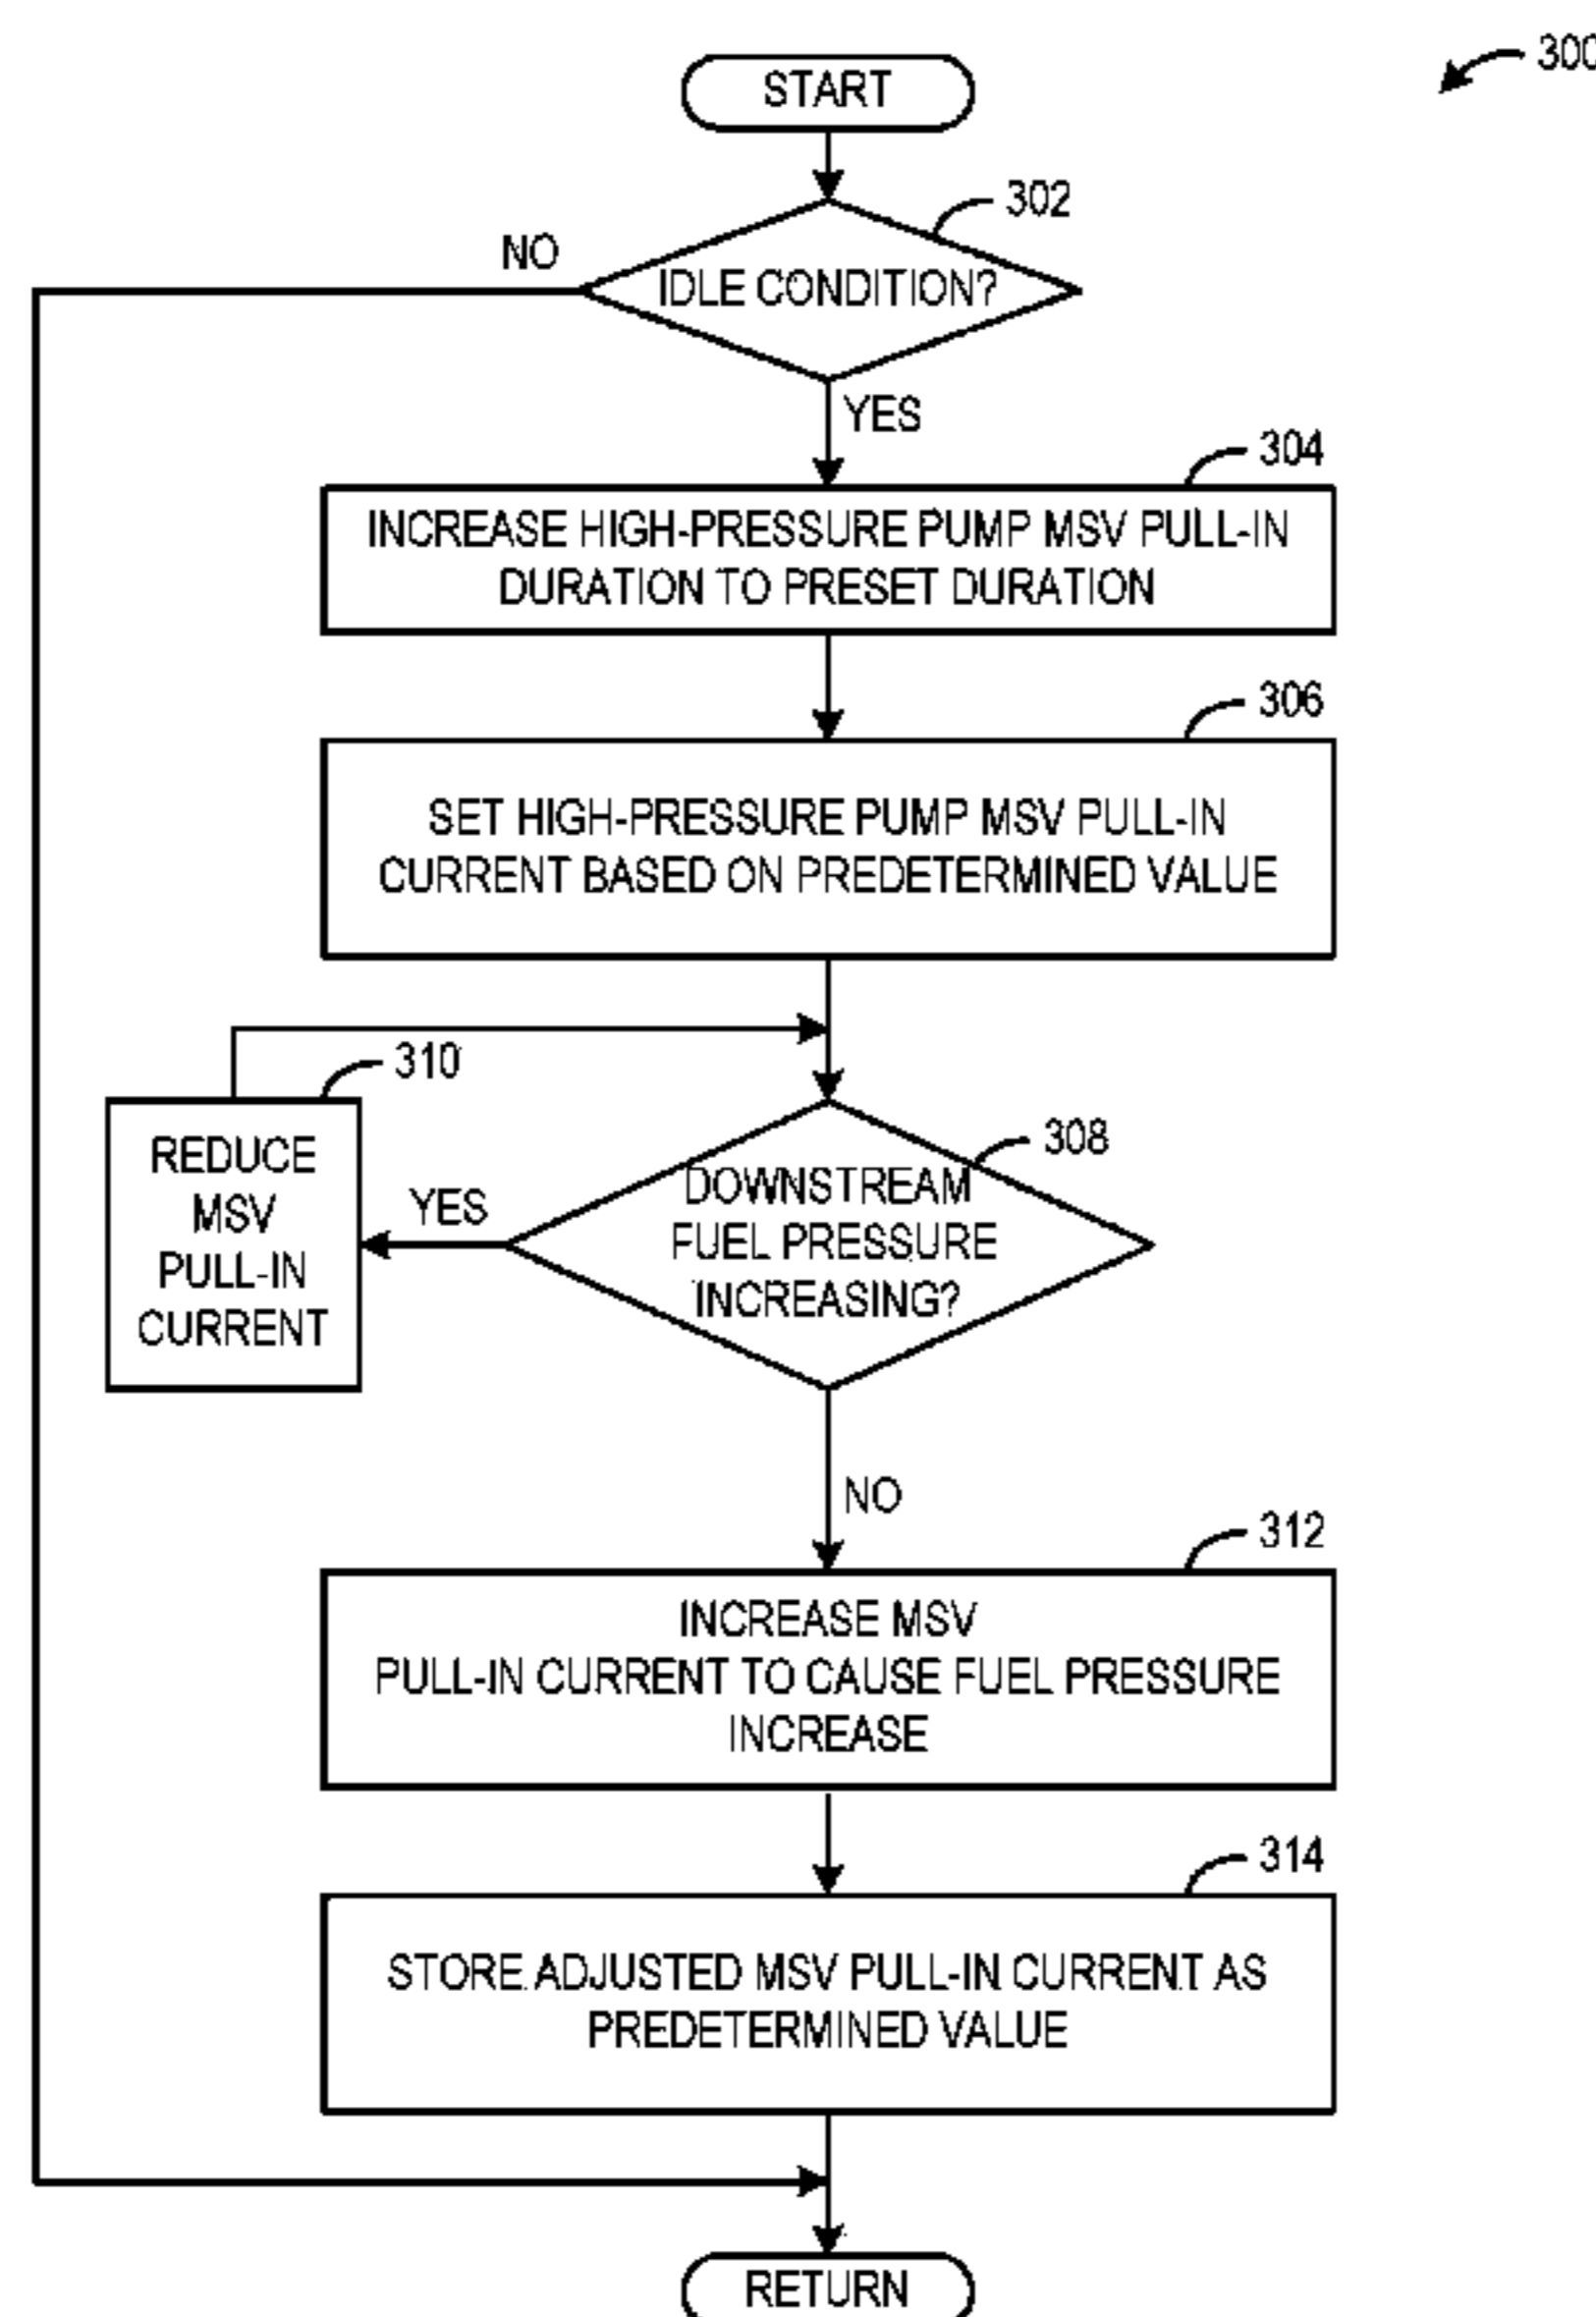 300
START
302
NO
IDLE CONDITION?
YES
304
INCREASE HIGH-PRESSURE PUMP MSV PULL-IN
DURATION TO PRESET DURATION
306
SET HIGH-PRESSURE PUMP MSV PULL-IN
CURRENT BASED ON PREDETERMINED VALUE
310
REDUCE
MSV
PULL-IN
CURRENT
YES
308
DOWNSTREAM
FUEL PRESSURE
INCREASING?
NO
312
INCREASE MSV
PULL-IN CURRENT TO CAUSE FUEL PRESSURE
INCREASE
314
STORE ADJUSTED MSV PULL-IN CURRENT AS
PREDETERMINED VALUE
RETURN